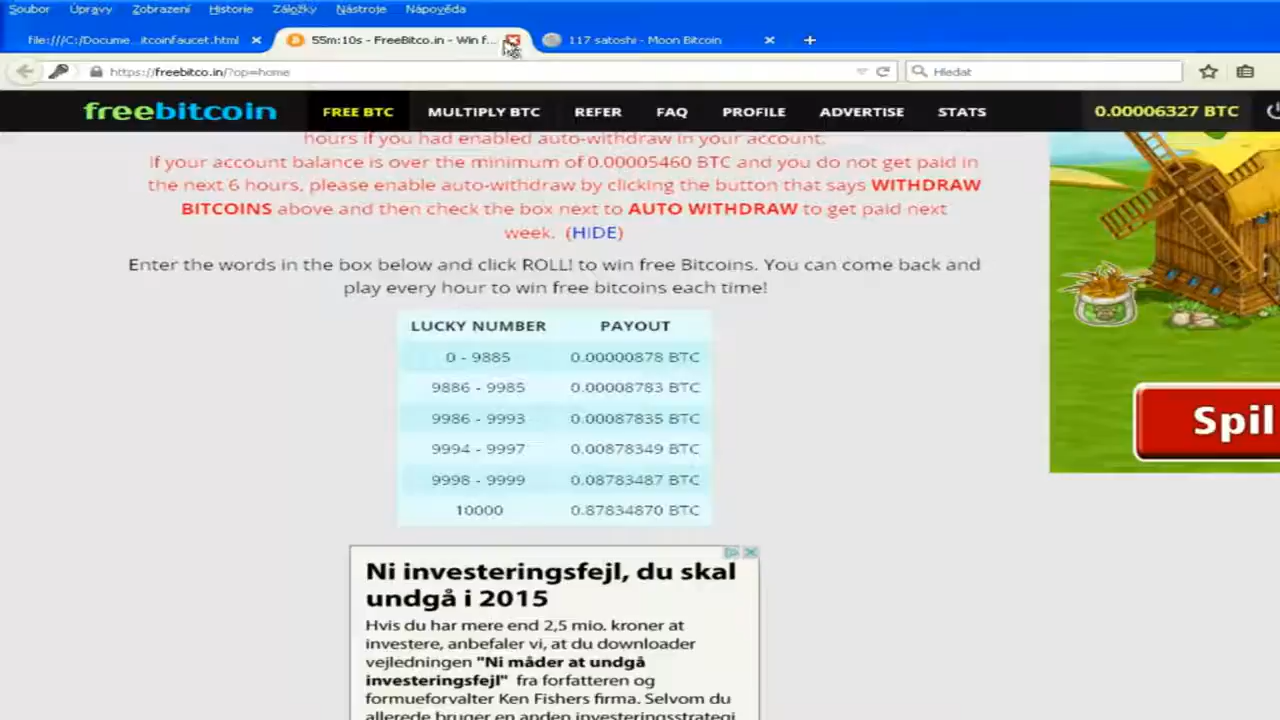 Soubor Úpravy Zobrazení Historie Záložky Nástroje Nápověda
file:///C:/Docume...itcoinfaucet.html
55m:10s - FreeBitco.in - Win f...
117 satoshi - Moon Bitcoin
https://freebitco.in/?op=home
Hledat
freebitcoin FREE BTC MULTIPLY BTC REFER FAQ PROFILE ADVERTISE STATS 0.00006327 BTC
hours if you had enabled auto-withdraw in your account.
If your account balance is over the minimum of 0.00005460 BTC and you do not get paid in
the next 6 hours, please enable auto-withdraw by clicking the button that says WITHDRAW
BITCOINS above and then check the box next to AUTO WITHDRAW to get paid next
week. (HIDE)
Enter the words in the box below and click ROLL! to win free Bitcoins. You can come back and
play every hour to win free bitcoins each time!
LUCKY NUMBER PAYOUT
0 - 9885 0.00000878 BTC
9886 - 9985 0.00008783 BTC
9986 - 9993 0.00087835 BTC
9994 - 9997 0.00878349 BTC
9998 - 9999 0.08783487 BTC
10000 0.87834870 BTC
Spil
Ni investeringsfejl, du skal
undgå i 2015
Hvis du har mere end 2,5 mio. kroner at
investere, anbefaler vi, at du downloader
vejledningen "Ni måder at undgå
investeringsfejl" fra forfatteren og
formueforvalter Ken Fishers firma. Selvom du
allerede bruger en anden investeringsstrategi